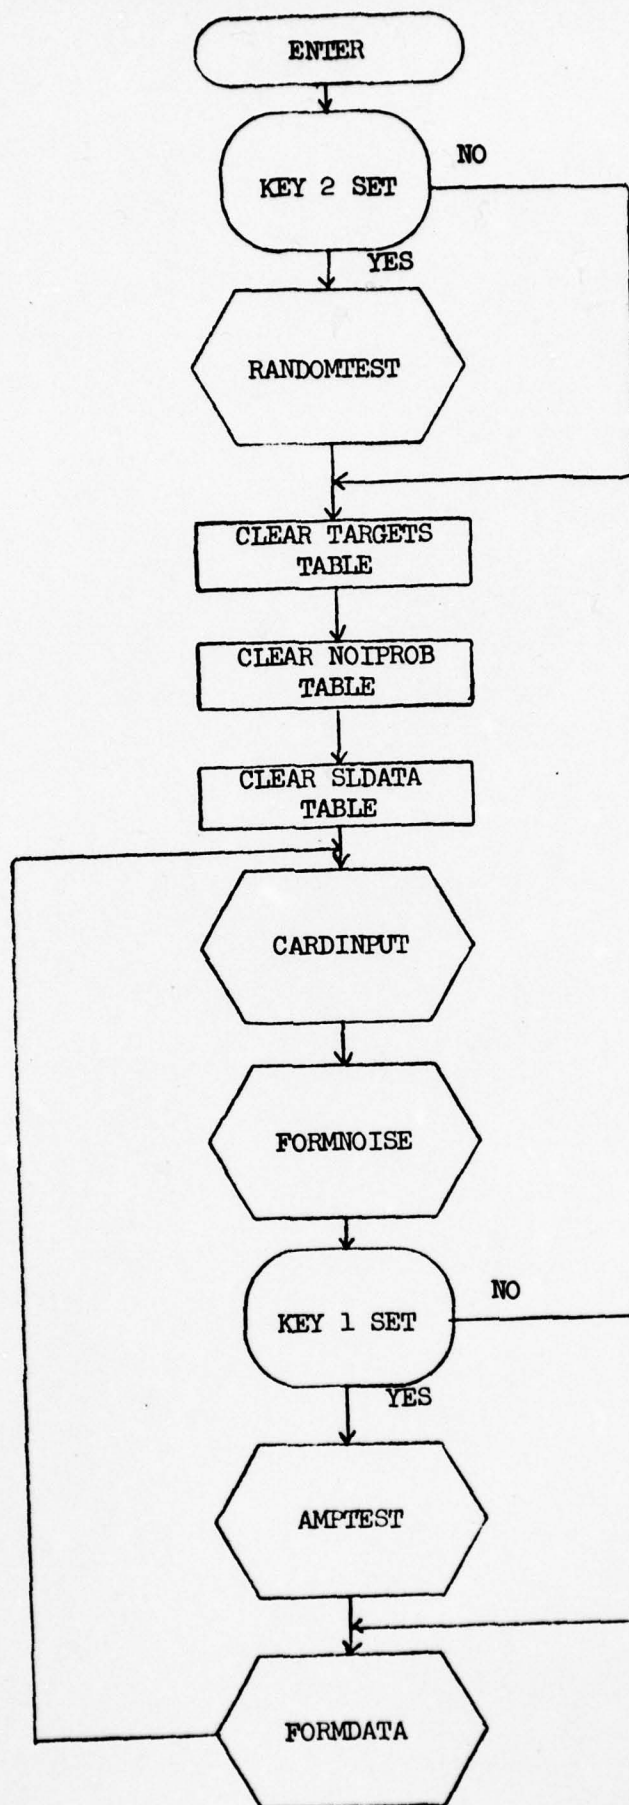 ENTER
KEY 2 SET
NO
YES
RANDOMTEST
CLEAR TARGETS
TABLE
CLEAR NOIPROB
TABLE
CLEAR SLDATA
TABLE
CARDINPUT
FORMNOISE
KEY 1 SET
NO
YES
AMPTEST
FORMDATA